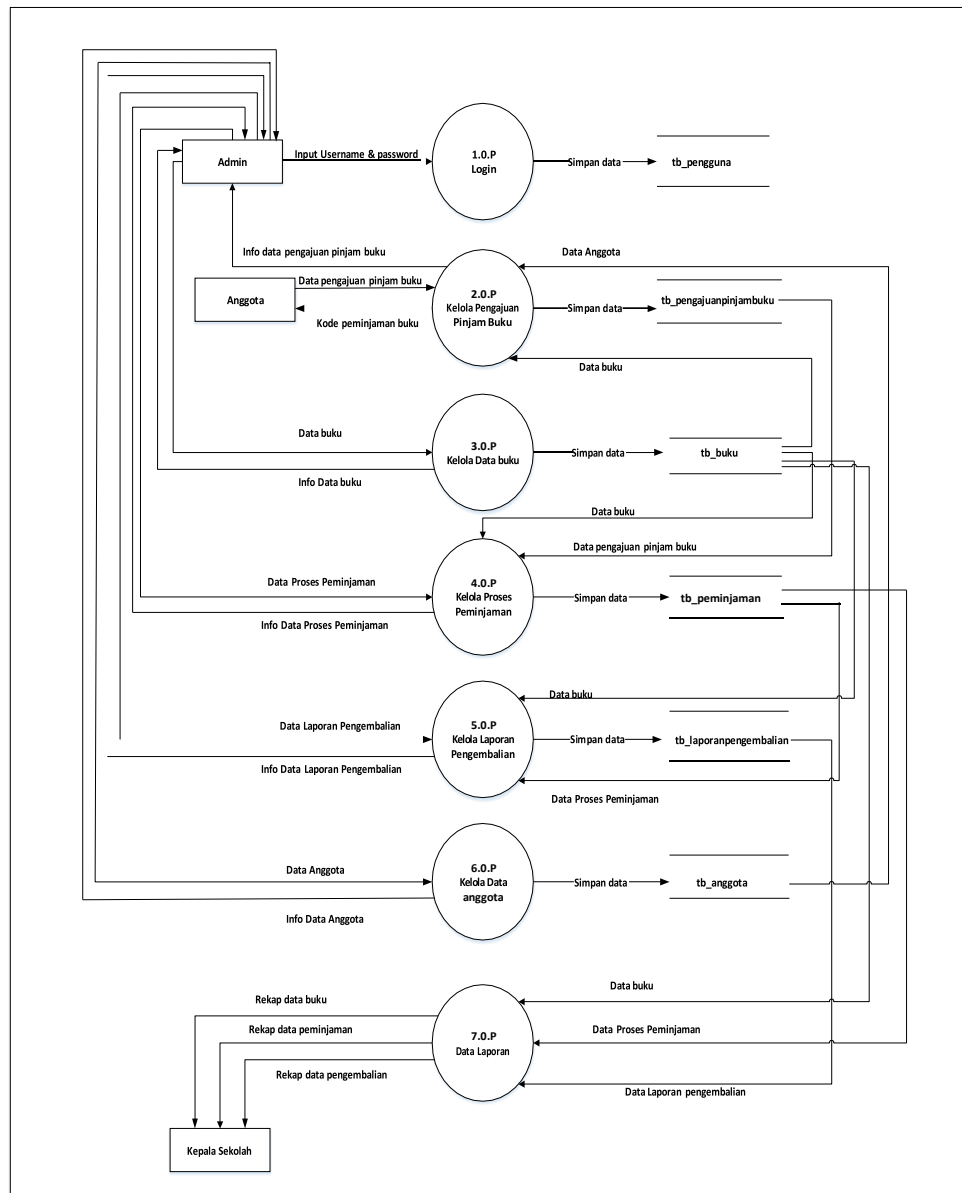 Admin
Input Username & password
1.0.P
Login
Simpan data
tb_pengguna
Info data pengajuan pinjam buku
Data Anggota
Anggota
Data pengajuan pinjam buku
Kode peminjaman buku
2.0.P
Kelola Pengajuan
Pinjam Buku
Simpan data
tb_pengajuanpinjambuku
Data buku
Data buku
Info Data buku
3.0.P
Kelola Data buku
Simpan data
tb_buku
Data buku
Data pengajuan pinjam buku
Data Proses Peminjaman
Info Data Proses Peminjaman
4.0.P
Kelola Proses
Peminjaman
Simpan data
tb_peminjaman
Data buku
Data Laporan Pengembalian
Info Data Laporan Pengembalian
5.0.P
Kelola Laporan
Pengembalian
Simpan data
tb_laporanpengembalian
Data Proses Peminjaman
Data Anggota
Info Data Anggota
6.0.P
Kelola Data
anggota
Simpan data
tb_anggota
Data buku
Rekap data buku
Rekap data peminjaman
Rekap data pengembalian
7.0.P
Data Laporan
Data Proses Peminjaman
Data Laporan pengembalian
Kepala Sekolah